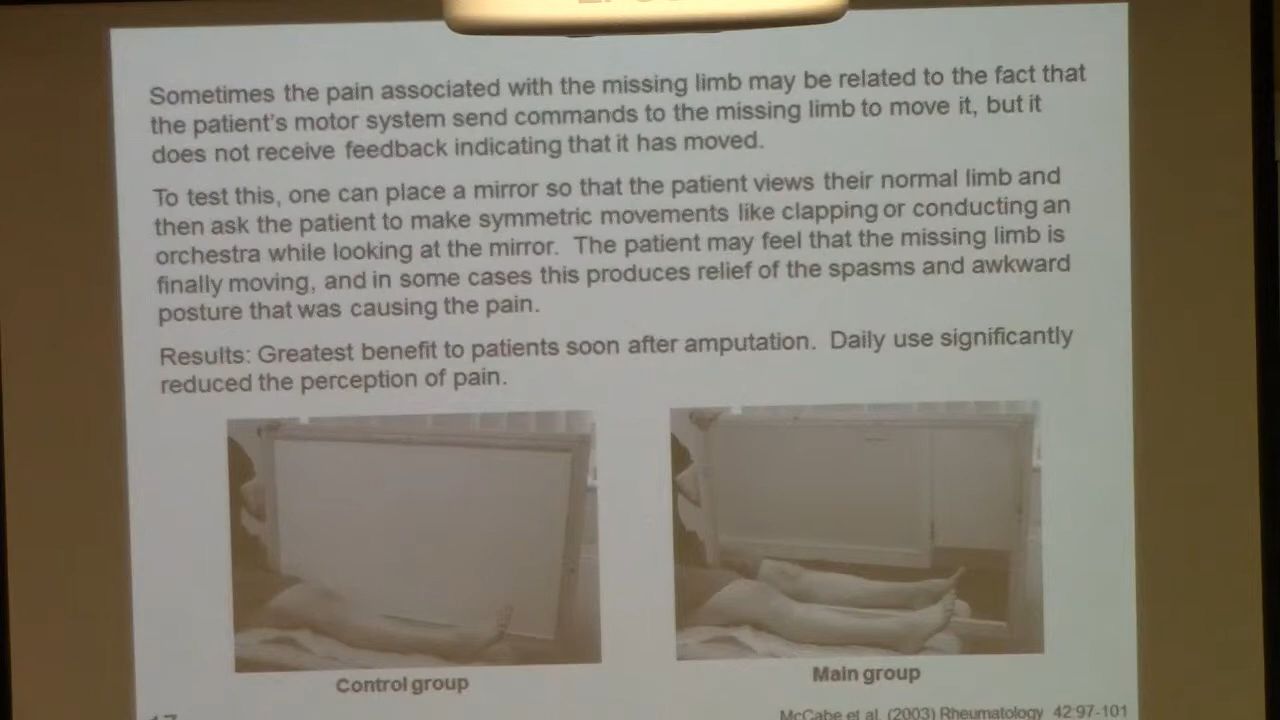 Sometimes the pain associated with the missing limb may be related to the fact that
the patient's motor system send commands to the missing limb to move it, but it
does not receive feedback indicating that it has moved.
To test this, one can place a mirror so that the patient views their normal limb and
then ask the patient to make symmetric movements like clapping or conducting an
orchestra while looking at the mirror. The patient may feel that the missing limb is
finally moving, and in some cases this produces relief of the spasms and awkward
posture that was causing the pain.
Results: Greatest benefit to patients soon after amputation. Daily use significantly
reduced the perception of pain.
Control group
Main group
McCabe et al. (2003) Rheumatology 42:97-101